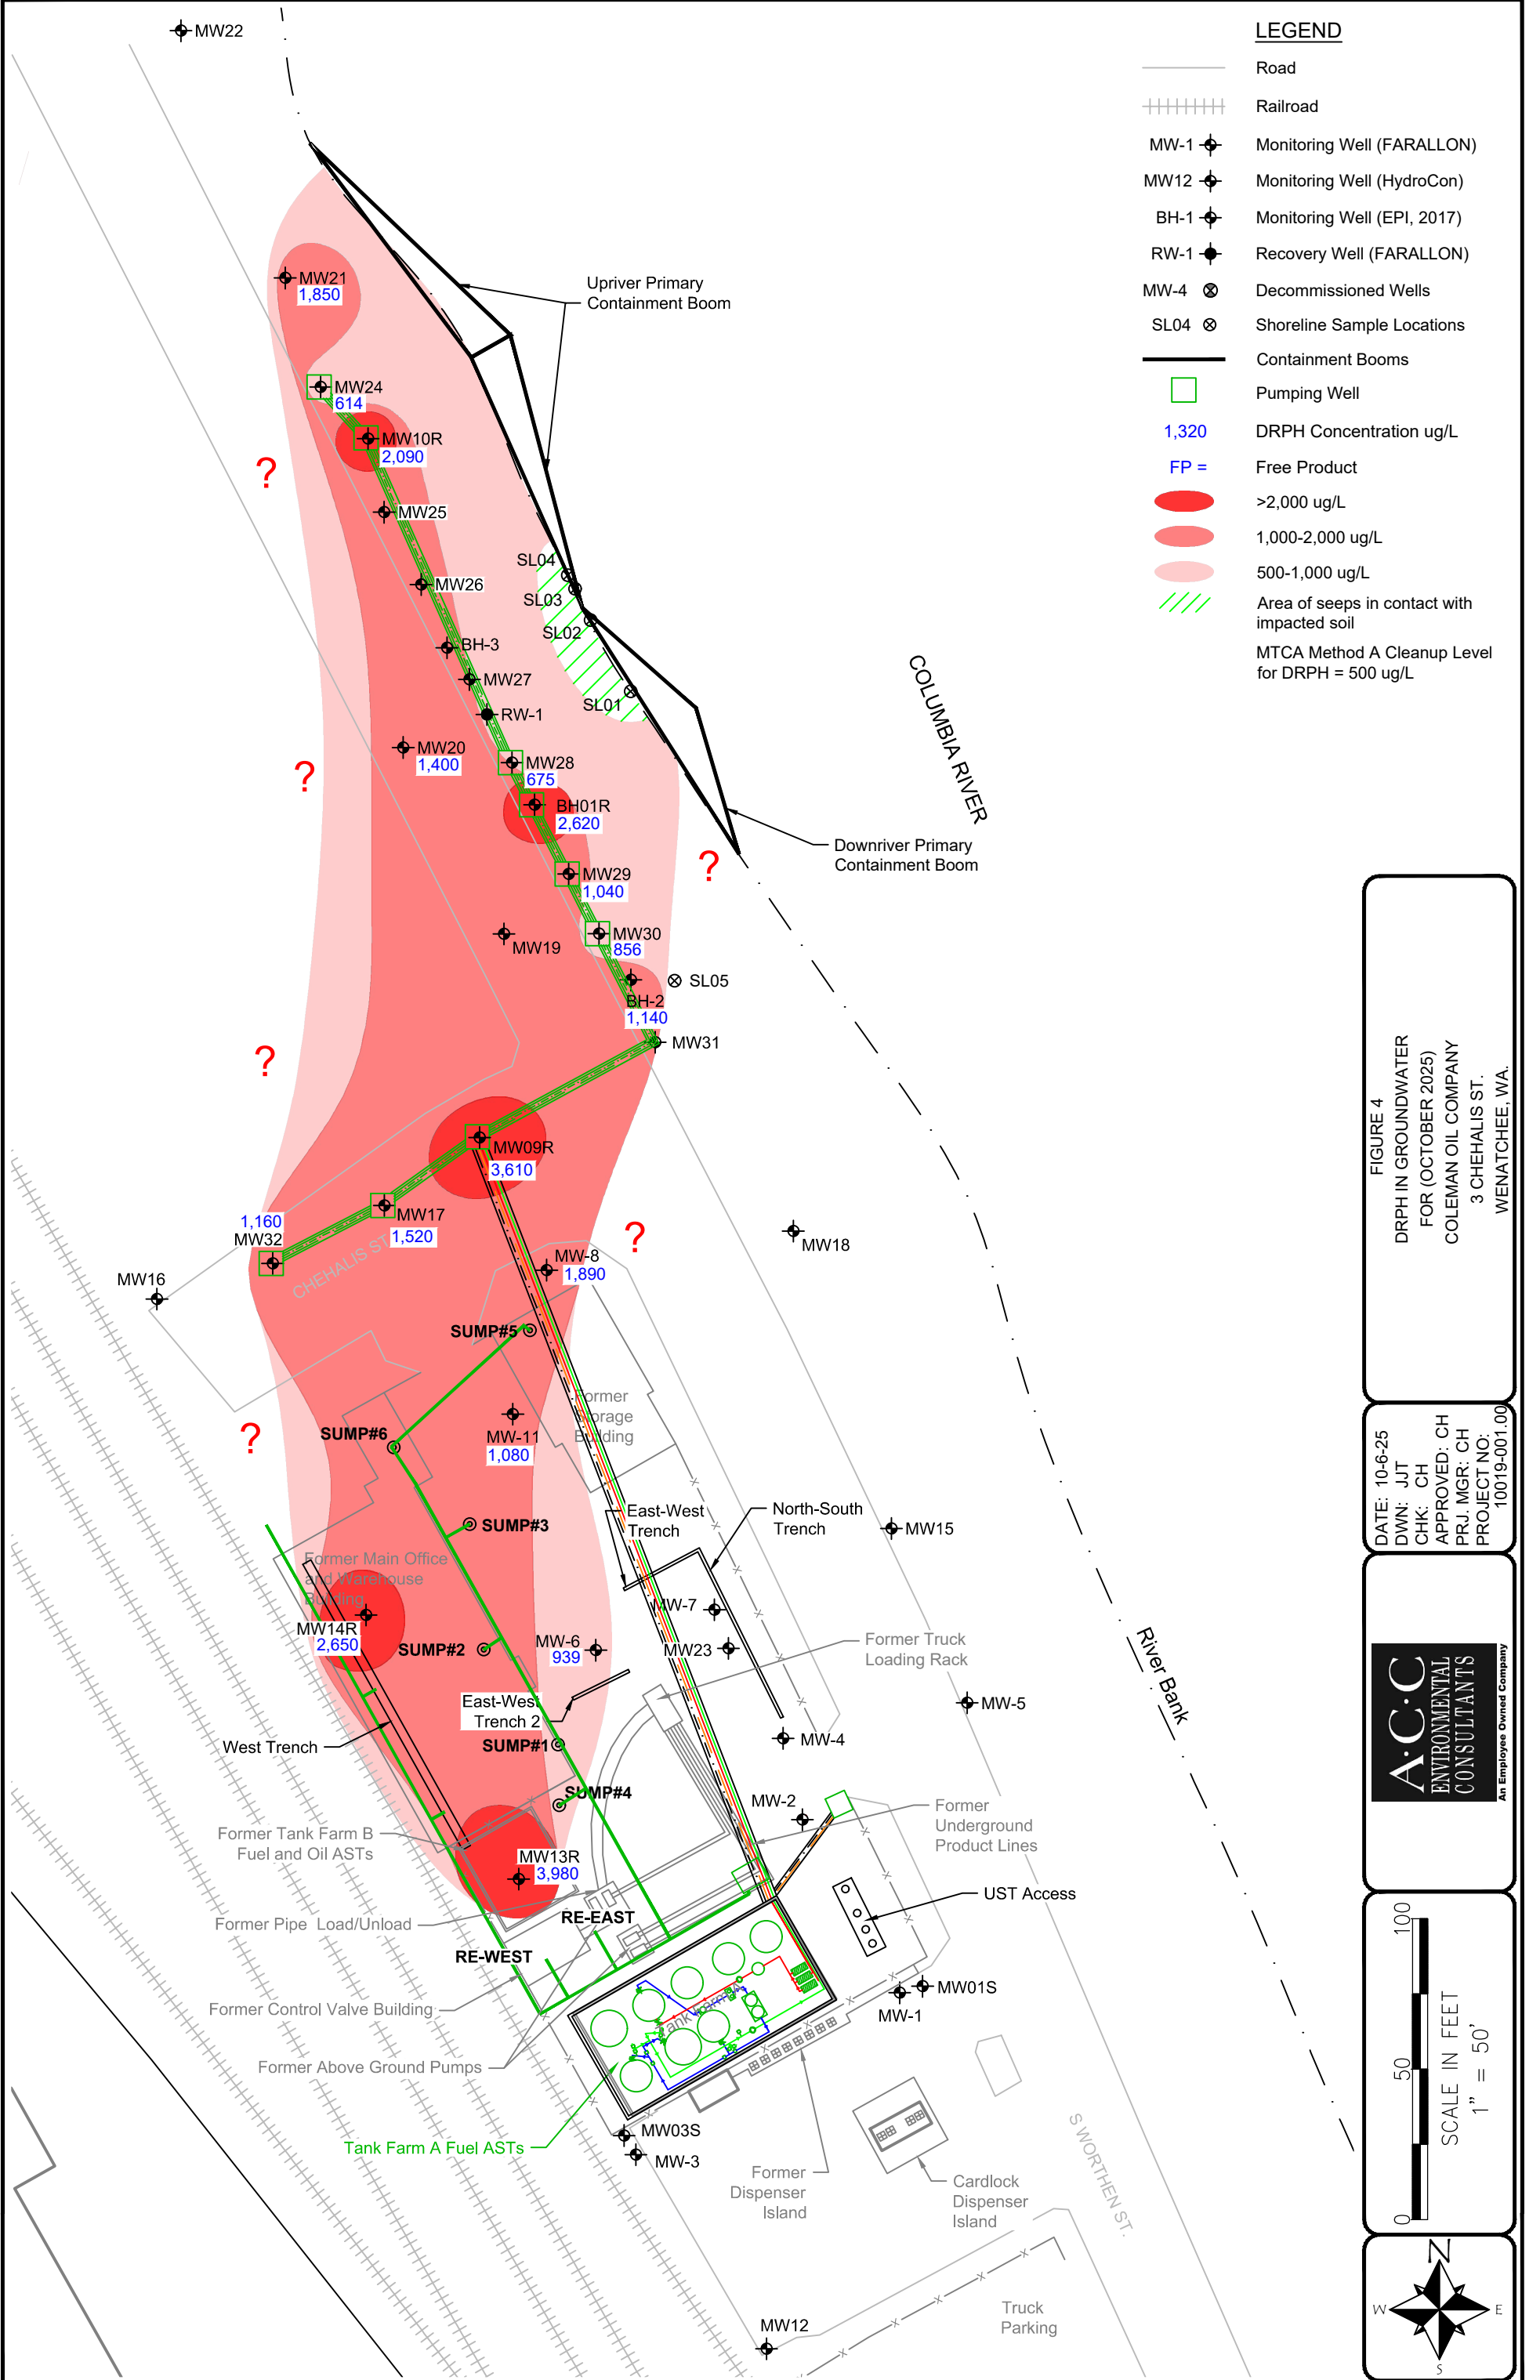 MW22
LEGEND
Road
Railroad
MW-1
Monitoring Well (FARALLON)
MW12
Monitoring Well (HydroCon)
BH-1
Monitoring Well (EPI, 2017)
RW-1
Recovery Well (FARALLON)
MW-4
Decommissioned Wells
SL04
Shoreline Sample Locations
Containment Booms
Pumping Well
1,320
DRPH Concentration ug/L
FP =
Free Product
>2,000 ug/L
1,000-2,000 ug/L
500-1,000 ug/L
Area of seeps in contact with
impacted soil
MTCA Method A Cleanup Level
for DRPH = 500 ug/L
MW21
1,850
Upriver Primary
Containment Boom
MW24
614
MW10R
2,090
?
MW25
SL04
MW26
SL03
SL02
BH-3
MW27
SL01
RW-1
COLUMBIA RIVER
MW20
1,400
?
MW28
675
BH01R
2,620
Downriver Primary
Containment Boom
?
MW29
1,040
MW30
856
MW19
SL05
BH-2
1,140
MW31
?
MW09R
3,610
MW17
1,520
1,160
MW32
CHEHALIS ST
?
MW18
MW-8
1,890
MW16
SUMP#5
Former
Storage
Building
MW-11
1,080
SUMP#6
?
East-West
Trench
North-South
Trench
SUMP#3
MW15
Former Main Office
and Warehouse
Building
MW14R
2,650
MW-7
MW23
SUMP#2
MW-6
939
Former Truck
Loading Rack
River Bank
East-West
Trench 2
MW-5
West Trench
SUMP#1
MW-4
SUMP#4
MW-2
Former
Underground
Product Lines
Former Tank Farm B
Fuel and Oil ASTs
MW13R
3,980
UST Access
Former Pipe Load/Unload
RE-EAST
RE-WEST
MW01S
MW-1
Former Control Valve Building
Former Above Ground Pumps
Tank Farm A Fuel ASTs
MW03S
MW-3
Former
Dispenser
Island
Cardlock
Dispenser
Island
S WORTHEN ST.
Truck
Parking
MW12
FIGURE 4
DRPH IN GROUNDWATER
FOR (OCTOBER 2025)
COLEMAN OIL COMPANY
3 CHEHALIS ST.
WENATCHEE, WA.
DATE: 10-6-25
DWN: JJT
CHK: CH
APPROVED: CH
PRJ. MGR: CH
PROJECT NO:
10019-001.00
A·C·C
ENVIRONMENTAL
CONSULTANTS
An Employee Owned Company
0 50 100
SCALE IN FEET
1" = 50'
N
W E
S